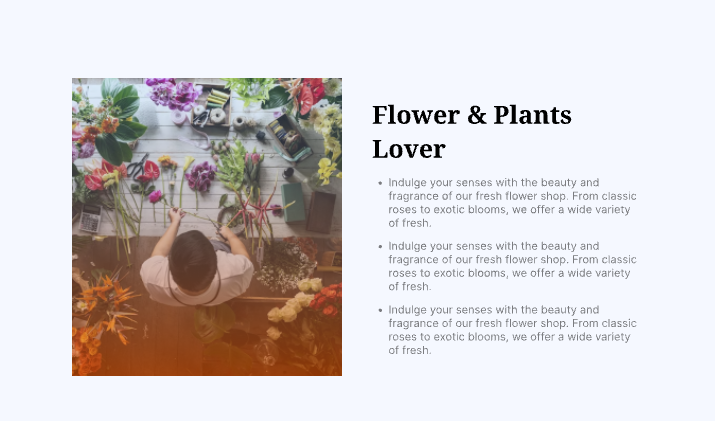 Flower & Plants
Lover
• Indulge your senses with the beauty and
fragrance of our fresh flower shop. From classic
roses to exotic blooms, we offer a wide variety
of fresh.
• Indulge your senses with the beauty and
fragrance of our fresh flower shop. From classic
roses to exotic blooms, we offer a wide variety
of fresh.
• Indulge your senses with the beauty and
fragrance of our fresh flower shop. From classic
roses to exotic blooms, we offer a wide variety
of fresh.